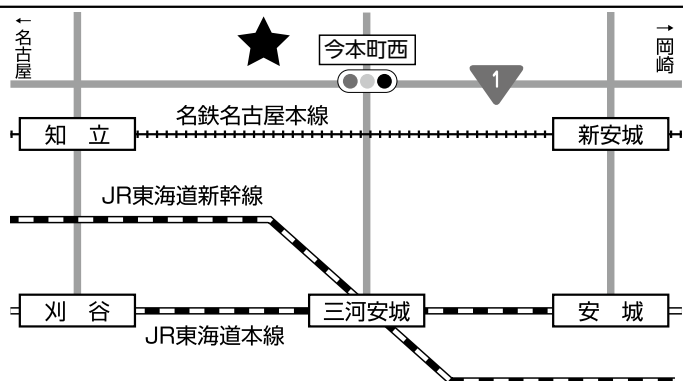 ←名古屋
今本町西
→岡崎
1
名鉄名古屋本線
知 立
新安城
JR東海道新幹線
刈 谷
三河安城
安 城
JR東海道本線